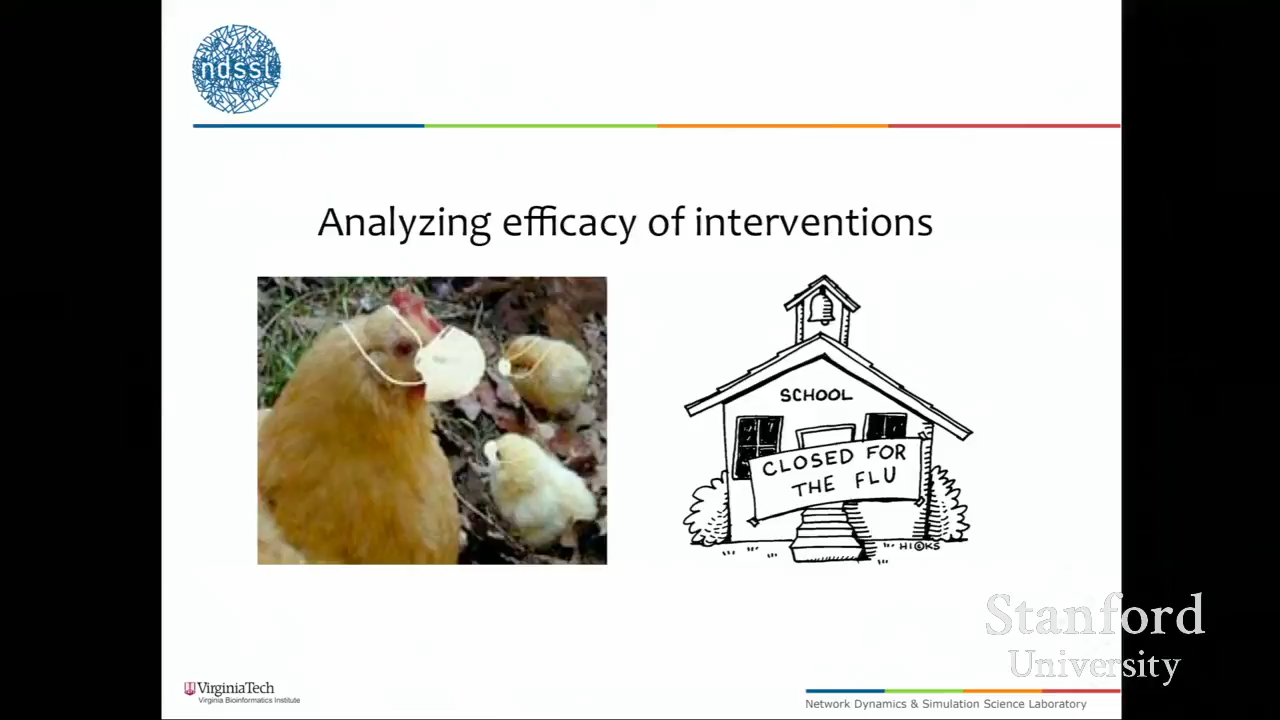 ndssl
Analyzing efficacy of interventions
SCHOOL
CLOSED FOR
THE FLU
HICKS
Stanford
University
VirginiaTech
Virginia Bioinformatics Institute
Network Dynamics & Simulation Science Laboratory